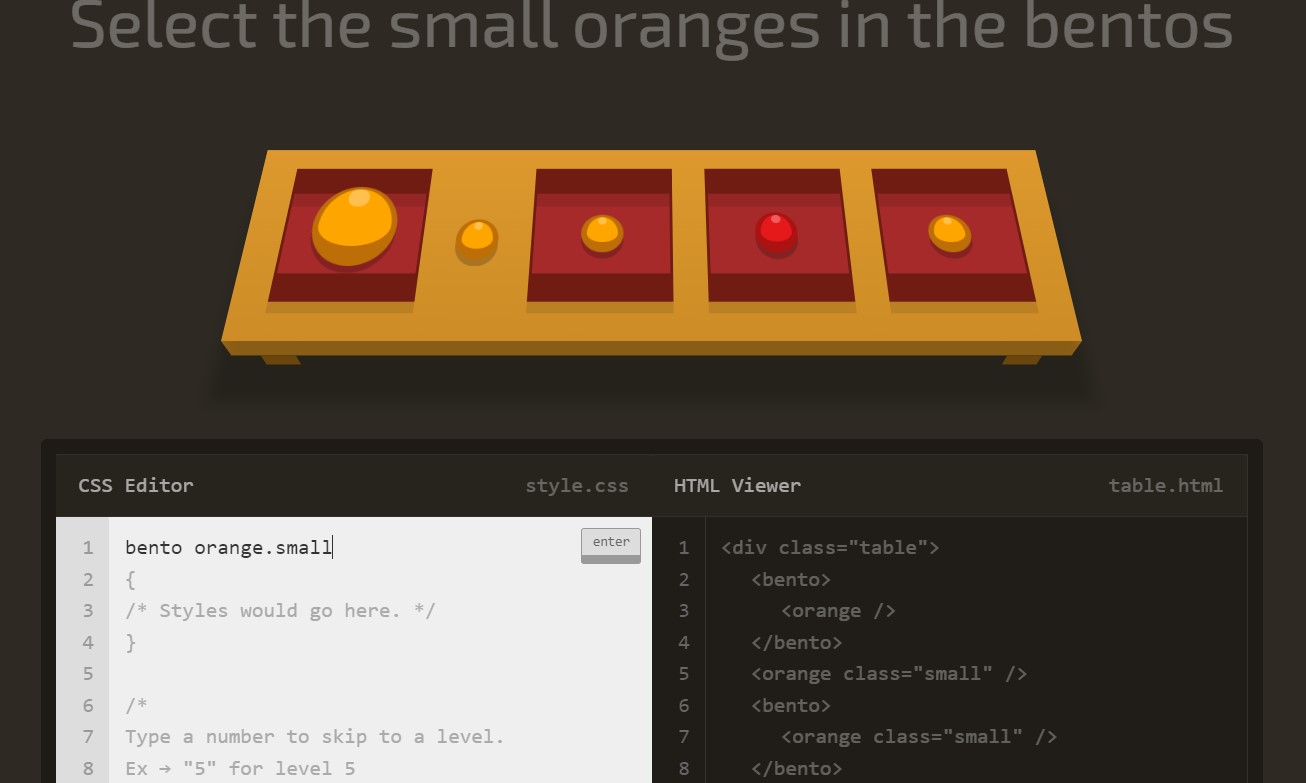 Select the small oranges in the bentos
CSS Editor
style.css
1 bento orange.small
enter
2 {
3 /* Styles would go here. */
4 }
5
6 /*
7 Type a number to skip to a level.
8 Ex → "5" for level 5
HTML Viewer
table.html
1 <div class="table">
2 <bento>
3 <orange />
4 </bento>
5 <orange class="small" />
6 <bento>
7 <orange class="small" />
8 </bento>